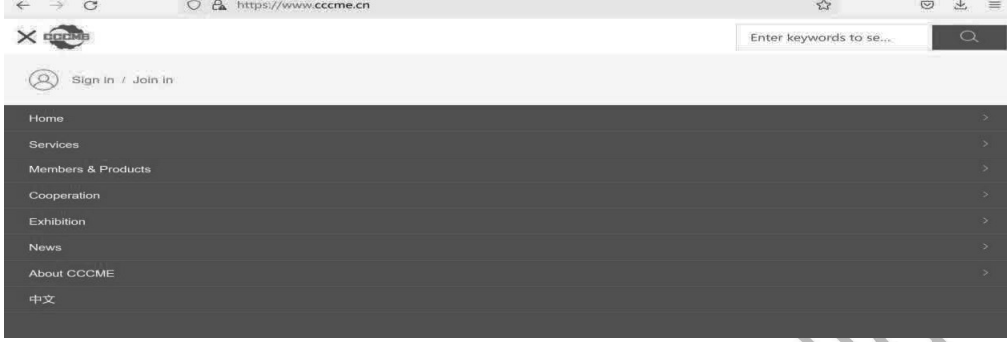 https://www.cccme.cn
CCCME
Enter keywords to se...
Sign in / Join in
Home
Services
Members & Products
Cooperation
Exhibition
News
About CCCME
中文